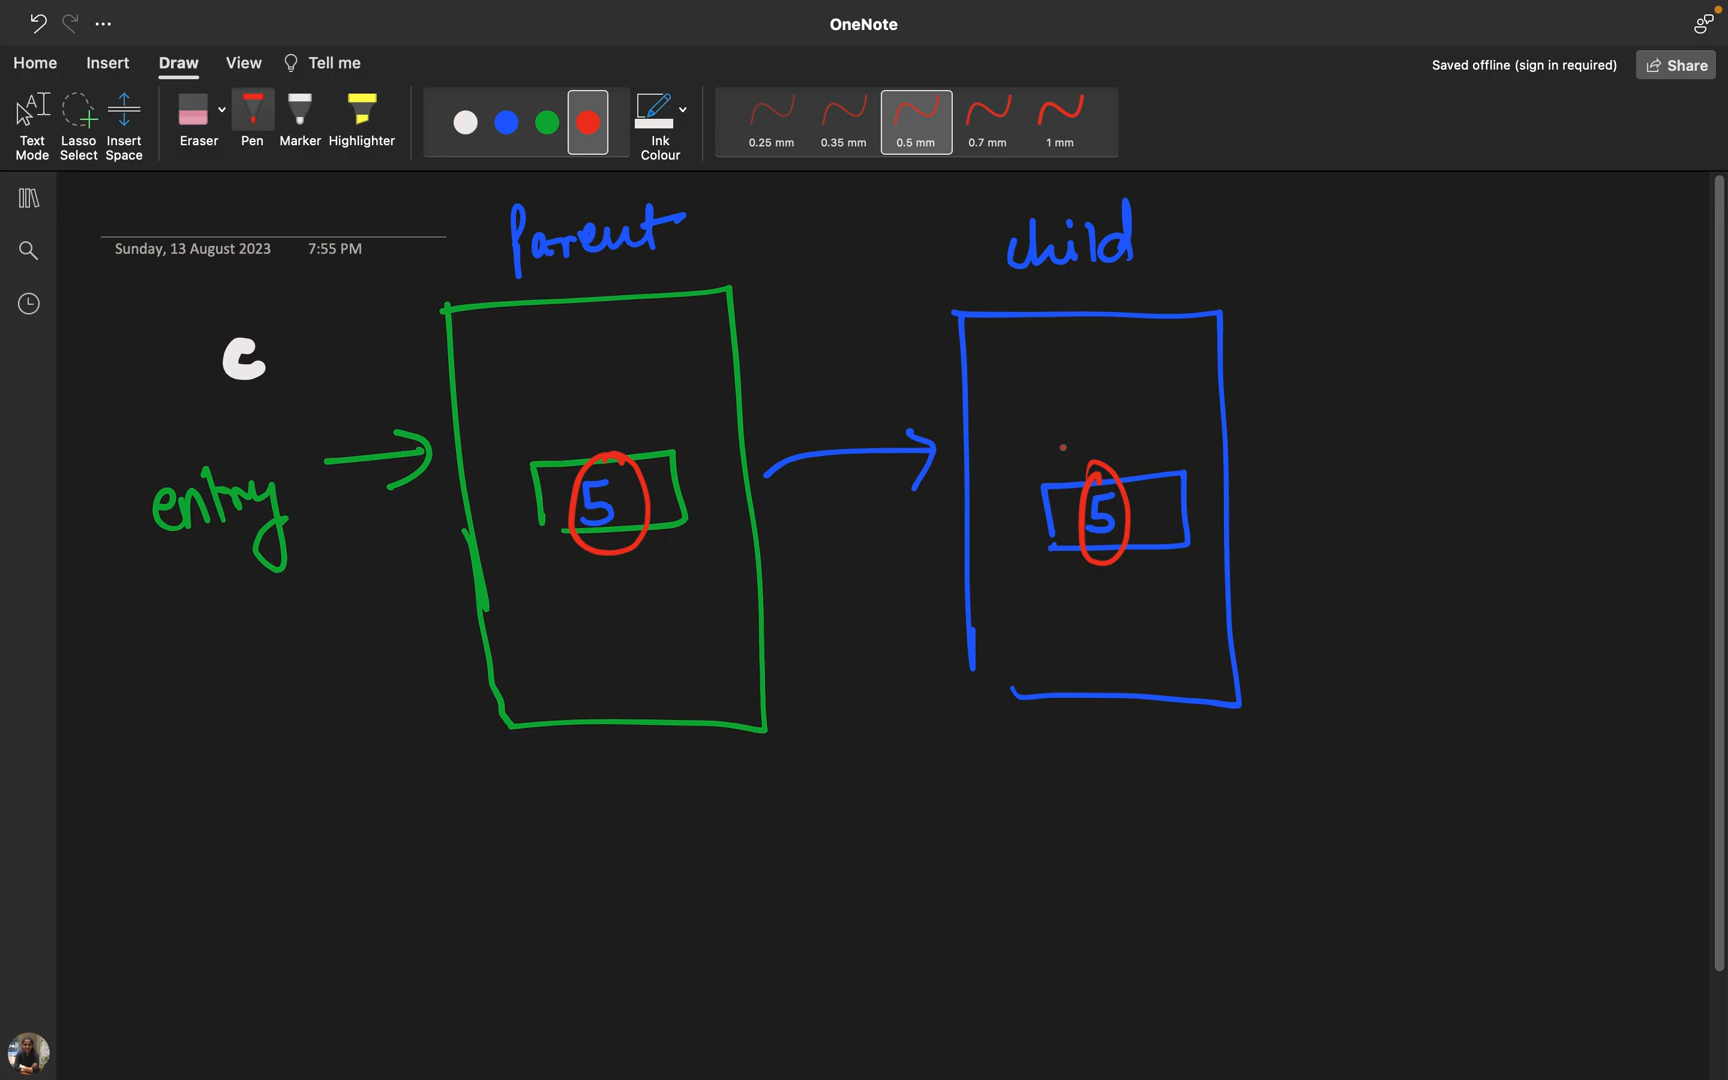 OneNote
Home Insert Draw View Tell me
Saved offline (sign in required) Share
Text Mode
Lasso Select
Insert Space
Eraser
Pen
Marker
Highlighter
Ink Colour
0.25 mm 0.35 mm 0.5 mm 0.7 mm 1 mm
Sunday, 13 August 2023 7:55 PM
Parent
child
c
entry
5
5